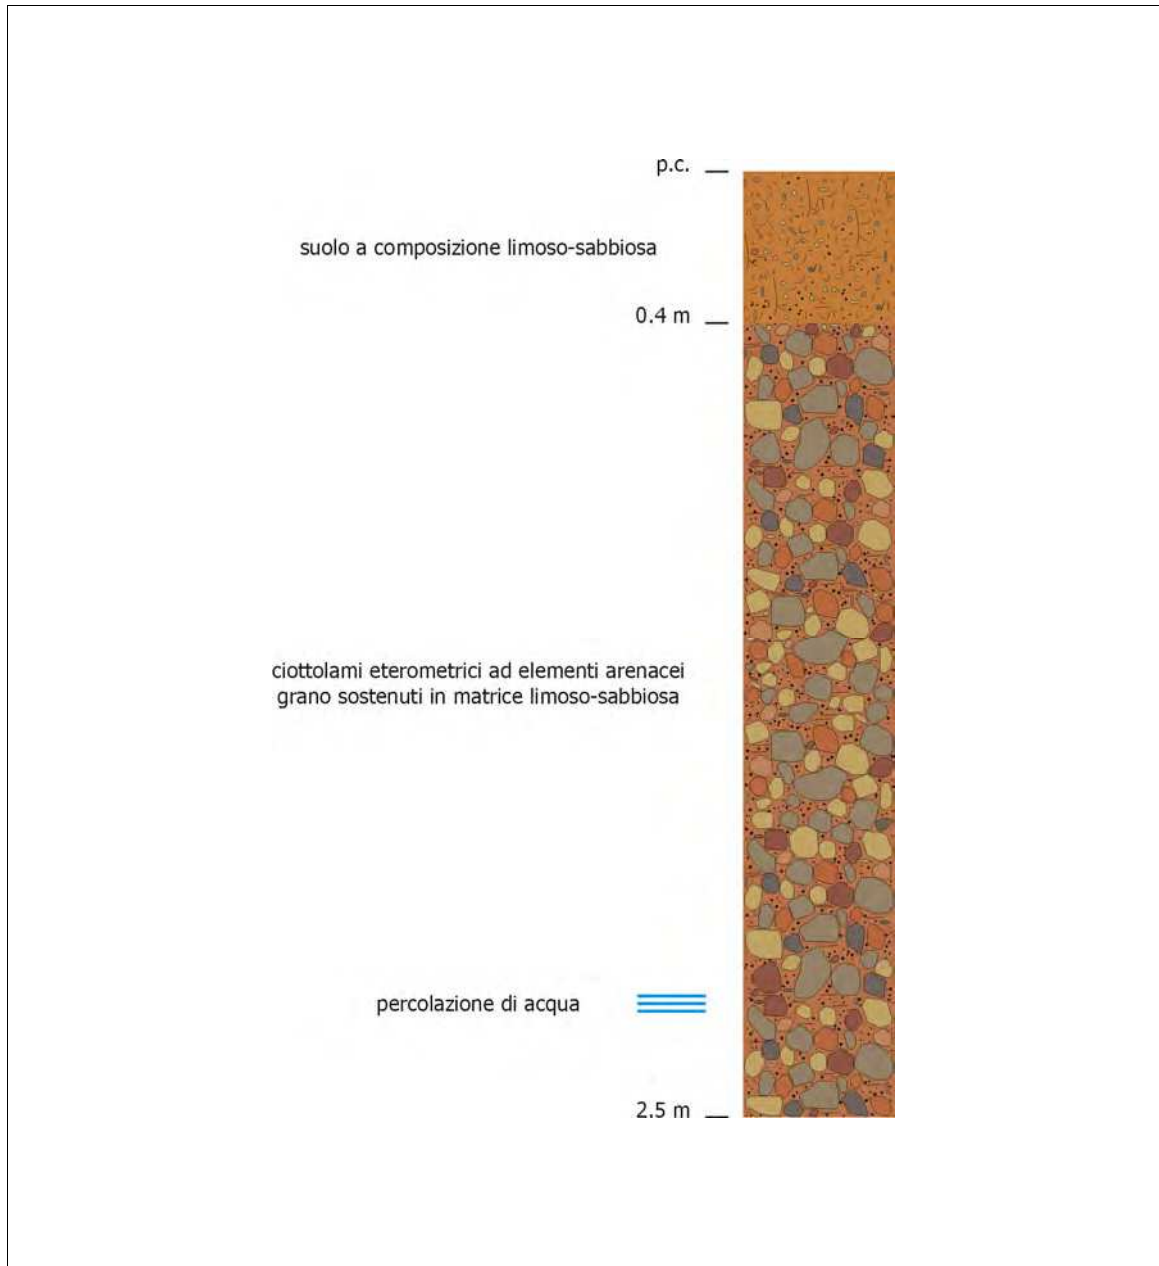 p.c.
suolo a composizione limoso-sabbiosa
0.4 m
ciottolami eterometrici ad elementi arenacei
grano sostenuti in matrice limoso-sabbiosa
percolazione di acqua
2.5 m